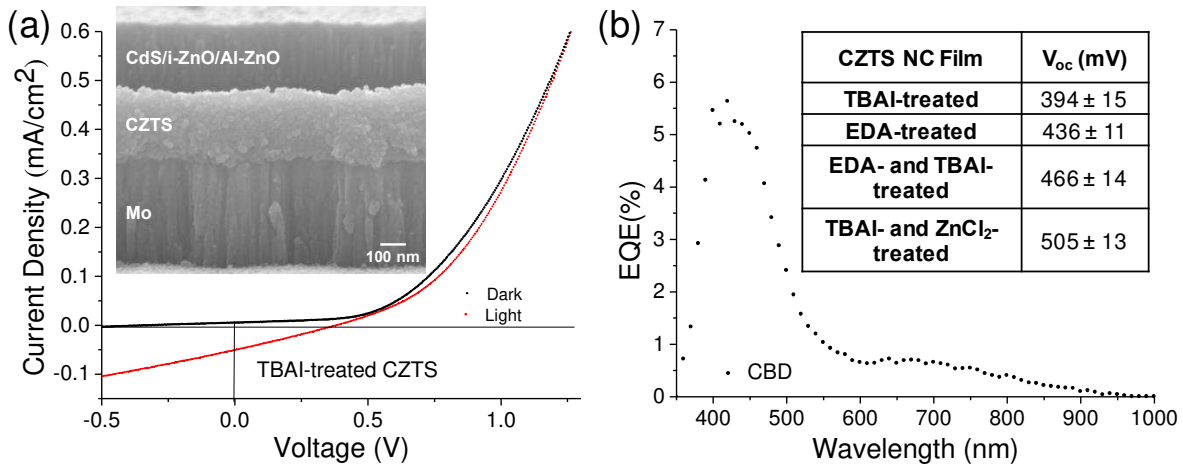 (a)
0.6
0.5
0.4
0.3
0.2
0.1
0.0
-0.1
Current Density (mA/cm²)
CdS/i-ZnO/Al-ZnO
CZTS
Mo
100 nm
Dark
Light
TBAI-treated CZTS
-0.5 0.0 0.5 1.0
Voltage (V)
(b)
7
6
5
4
3
2
1
0
EQE(%)
CZTS NC Film Voc (mV)
TBAI-treated 394 ± 15
EDA-treated 436 ± 11
EDA- and TBAI-
treated 466 ± 14
TBAI- and ZnCl₂-
treated 505 ± 13
CBD
400 500 600 700 800 900 1000
Wavelength (nm)